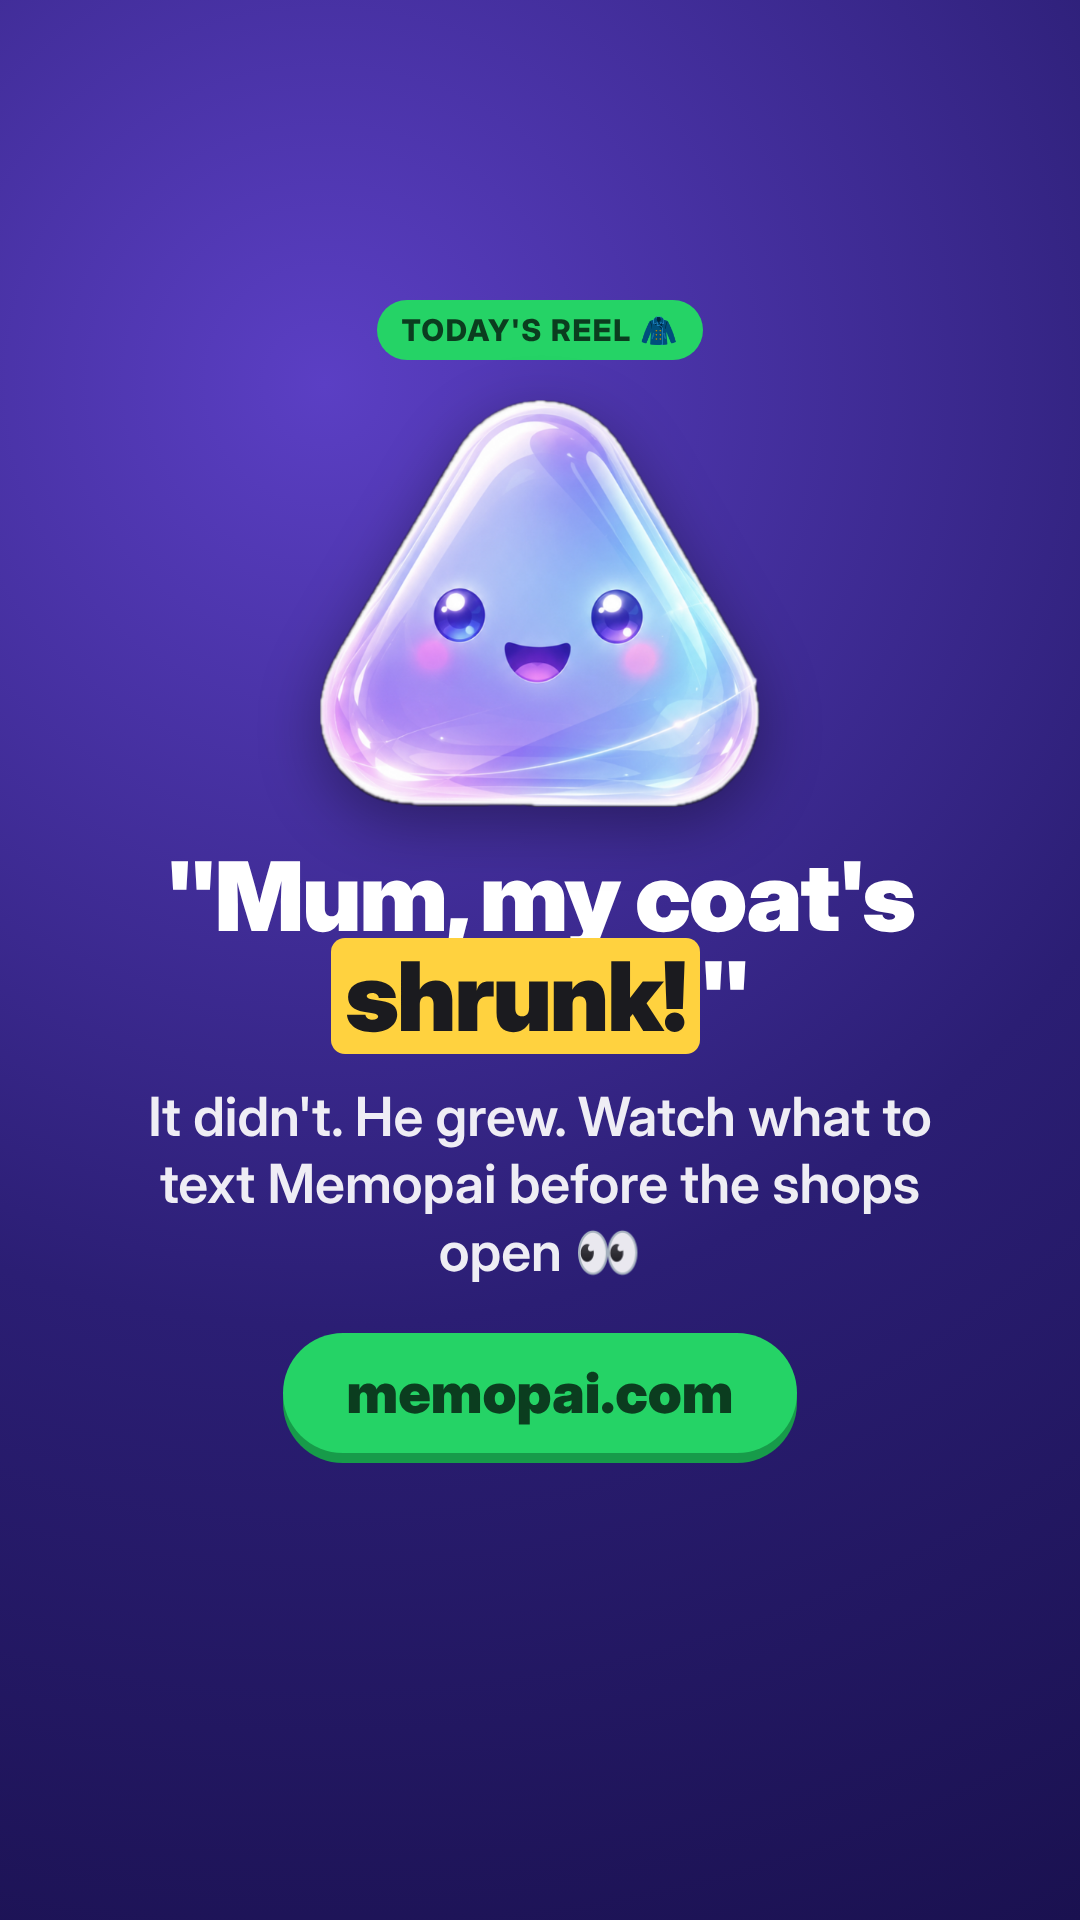 TODAY'S REEL 🧥
"Mum, my coat's
shrunk!"
It didn't. He grew. Watch what to
text Memopai before the shops
open 👀
memopai.com